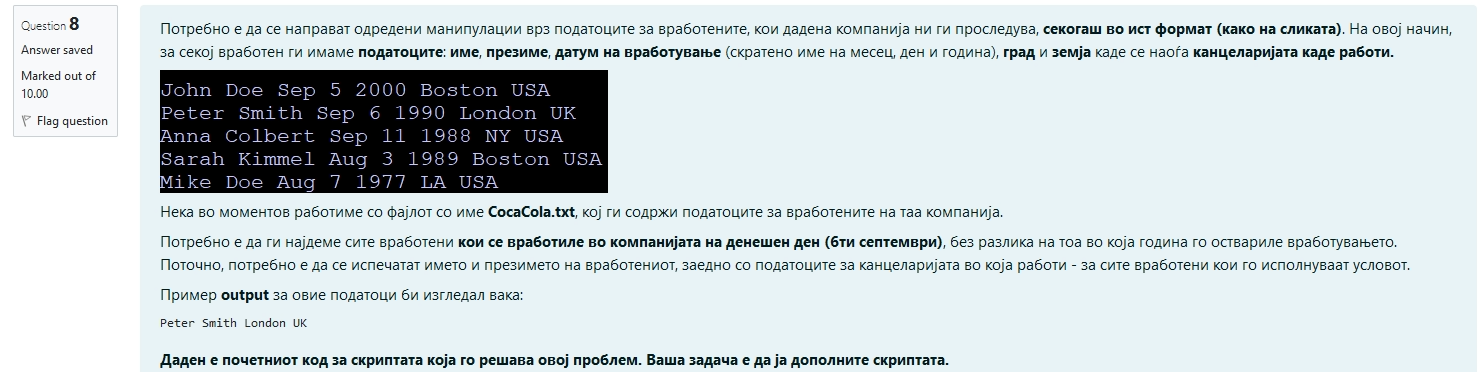 Question 8
Answer saved
Marked out of
10.00
Flag question
Потребно е да се направат одредени манипулации врз податоците за вработените, кои дадена компанија ни ги проследува, секогаш во ист формат (како на сликата). На овој начин,
за секој вработен ги имаме податоците: име, презиме, датум на вработување (скратено име на месец, ден и година), град и земја каде се наоѓа канцеларијата каде работи.
John Doe Sep 5 2000 Boston USA
Peter Smith Sep 6 1990 London UK
Anna Colbert Sep 11 1988 NY USA
Sarah Kimmel Aug 3 1989 Boston USA
Mike Doe Aug 7 1977 LA USA
Нека во моментов работиме со фајлот со име CocaCola.txt, кој ги содржи податоците за вработените на таа компанија.
Потребно е да ги најдеме сите вработени кои се вработиле во компанијата на денешен ден (6ти септември), без разлика на тоа во која година го оствариле вработувањето.
Поточно, потребно е да се испечатат името и презимето на вработениот, заедно со податоците за канцеларијата во која работи - за сите вработени кои го исполнуваат условот.
Пример output за овие податоци би изгледал вака:
Peter Smith London UK
Даден е почетниот код за скриптата која го решава овој проблем. Ваша задача е да ја дополните скриптата.